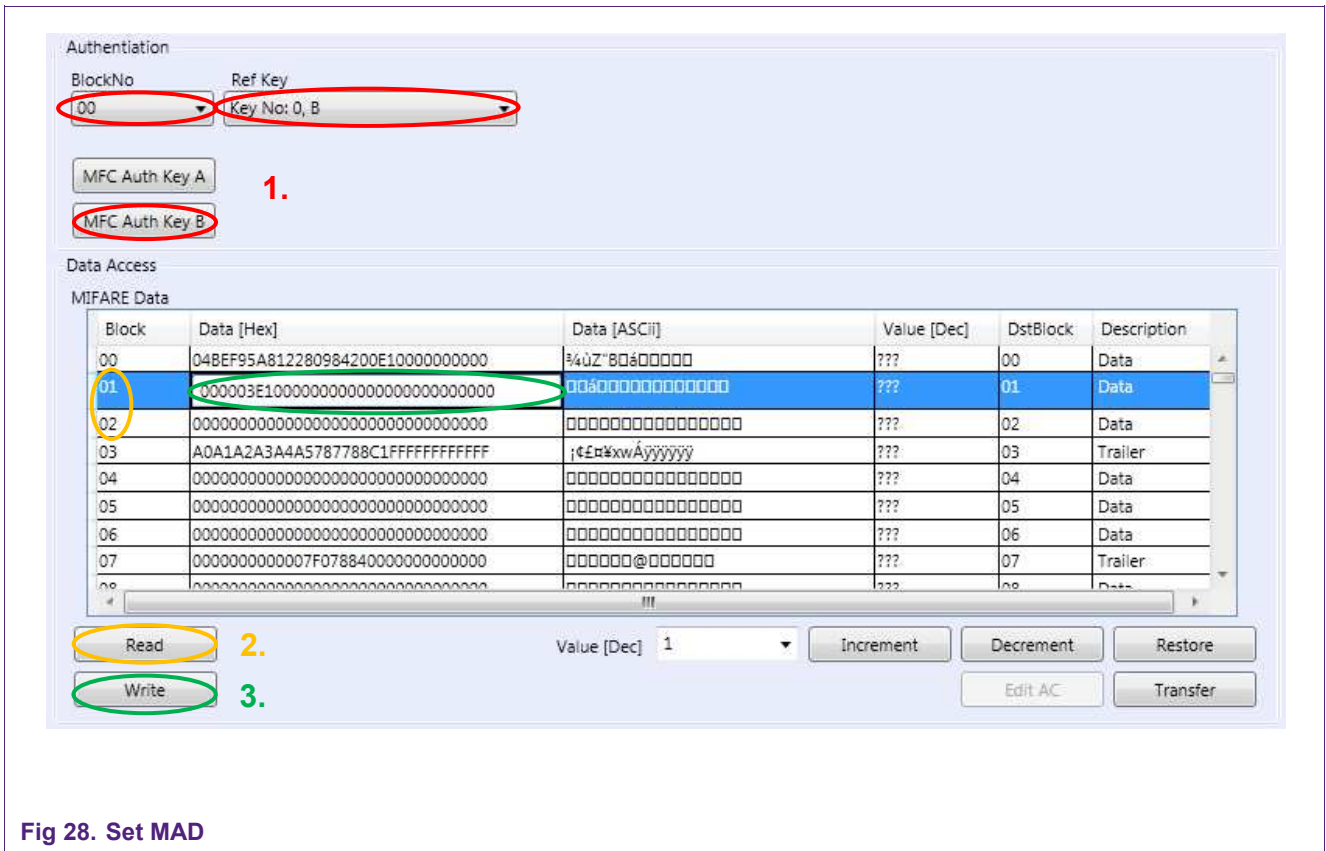 Authentiation
BlockNo Ref Key
00 Key No: 0, B
MFC Auth Key A
1.
MFC Auth Key B
Data Access
MIFARE Data
Block Data [Hex] Data [ASCii] Value [Dec] DstBlock Description
00 04BEF95A812280984200E10000000000 ¾ùZ"B□á□□□□□ ??? 00 Data
01 000003E1000000000000000000000000 □□á□□□□□□□□□□□□□ ??? 01 Data
02 00000000000000000000000000000000 □□□□□□□□□□□□□□□□ ??? 02 Data
03 A0A1A2A3A4A5787788C1FFFFFFFFFFFF ¡¢£¤¥xwÁÿÿÿÿÿÿ ??? 03 Trailer
04 00000000000000000000000000000000 □□□□□□□□□□□□□□□□ ??? 04 Data
05 00000000000000000000000000000000 □□□□□□□□□□□□□□□□ ??? 05 Data
06 00000000000000000000000000000000 □□□□□□□□□□□□□□□□ ??? 06 Data
07 0000000000007F078840000000000000 □□□□□□@□□□□□□ ??? 07 Trailer
Read 2. Value [Dec] 1 Increment Decrement Restore
Write 3. Edit AC Transfer
Fig 28. Set MAD